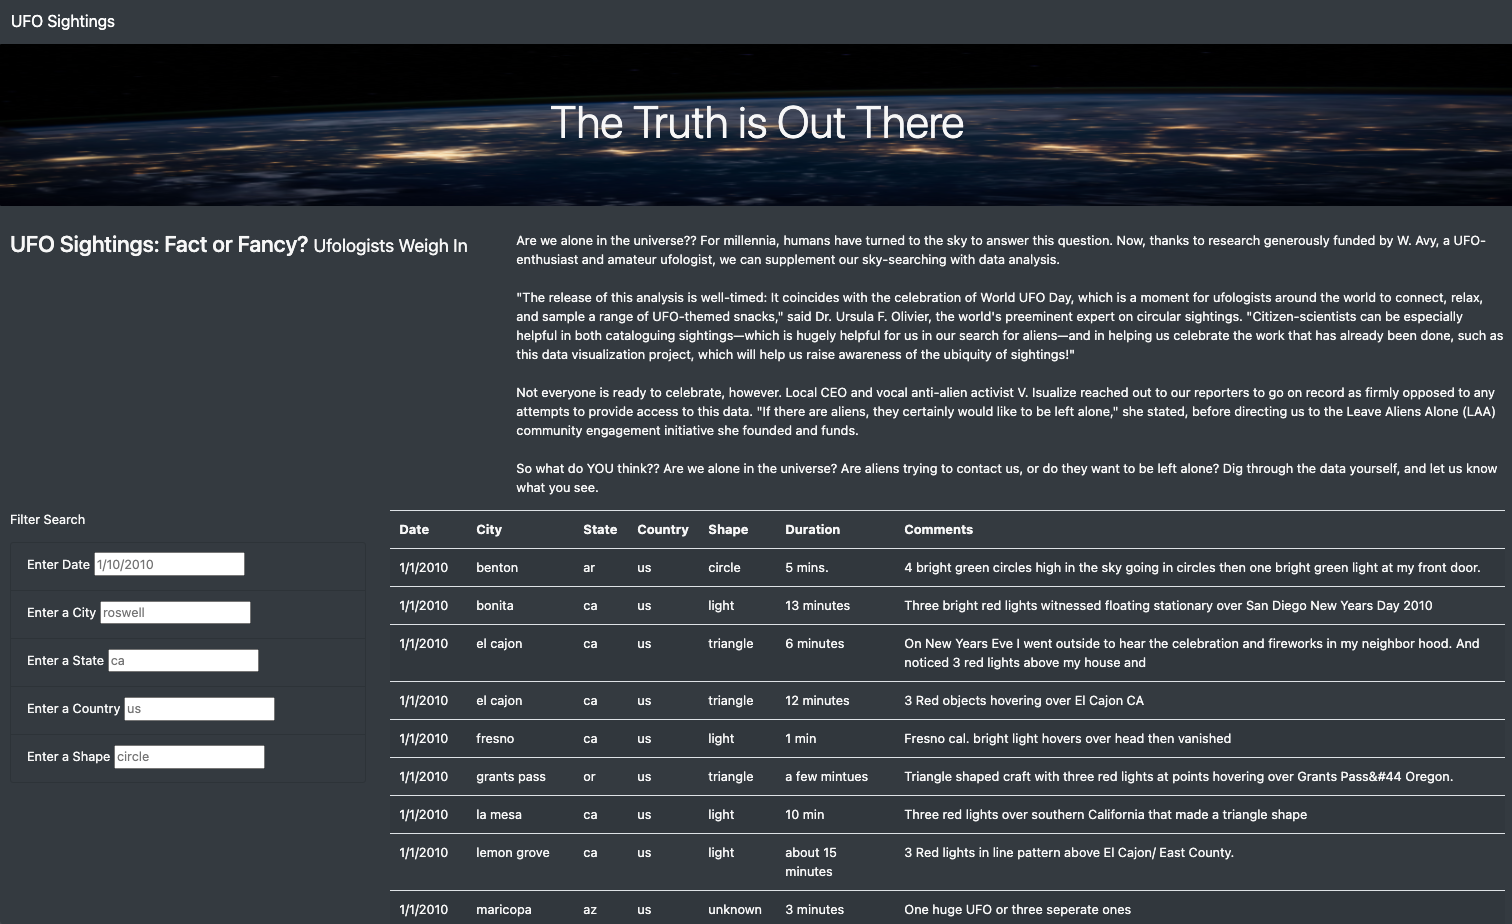 UFO Sightings
The Truth is Out There
UFO Sightings: Fact or Fancy? Ufologists Weigh In
Are we alone in the universe?? For millennia, humans have turned to the sky to answer this question. Now, thanks to research generously funded by W. Avy, a UFO-
enthusiast and amateur ufologist, we can supplement our sky-searching with data analysis.
"The release of this analysis is well-timed: It coincides with the celebration of World UFO Day, which is a moment for ufologists around the world to connect, relax,
and sample a range of UFO-themed snacks," said Dr. Ursula F. Olivier, the world's preeminent expert on circular sightings. "Citizen-scientists can be especially
helpful in both cataloguing sightings—which is hugely helpful for us in our search for aliens—and in helping us celebrate the work that has already been done, such as
this data visualization project, which will help us raise awareness of the ubiquity of sightings!"
Not everyone is ready to celebrate, however. Local CEO and vocal anti-alien activist V. Isualize reached out to our reporters to go on record as firmly opposed to any
attempts to provide access to this data. "If there are aliens, they certainly would like to be left alone," she stated, before directing us to the Leave Aliens Alone (LAA)
community engagement initiative she founded and funds.
So what do YOU think?? Are we alone in the universe? Are aliens trying to contact us, or do they want to be left alone? Dig through the data yourself, and let us know
what you see.
Filter Search
Enter Date 1/10/2010
Enter a City roswell
Enter a State ca
Enter a Country us
Enter a Shape circle
Date City State Country Shape Duration Comments
1/1/2010 benton ar us circle 5 mins. 4 bright green circles high in the sky going in circles then one bright green light at my front door.
1/1/2010 bonita ca us light 13 minutes Three bright red lights witnessed floating stationary over San Diego New Years Day 2010
1/1/2010 el cajon ca us triangle 6 minutes On New Years Eve I went outside to hear the celebration and fireworks in my neighbor hood. And
noticed 3 red lights above my house and
1/1/2010 el cajon ca us triangle 12 minutes 3 Red objects hovering over El Cajon CA
1/1/2010 fresno ca us light 1 min Fresno cal. bright light hovers over head then vanished
1/1/2010 grants pass or us triangle a few mintues Triangle shaped craft with three red lights at points hovering over Grants Pass&#44 Oregon.
1/1/2010 la mesa ca us light 10 min Three red lights over southern California that made a triangle shape
1/1/2010 lemon grove ca us light about 15 3 Red lights in line pattern above El Cajon/ East County.
minutes
1/1/2010 maricopa az us unknown 3 minutes One huge UFO or three seperate ones